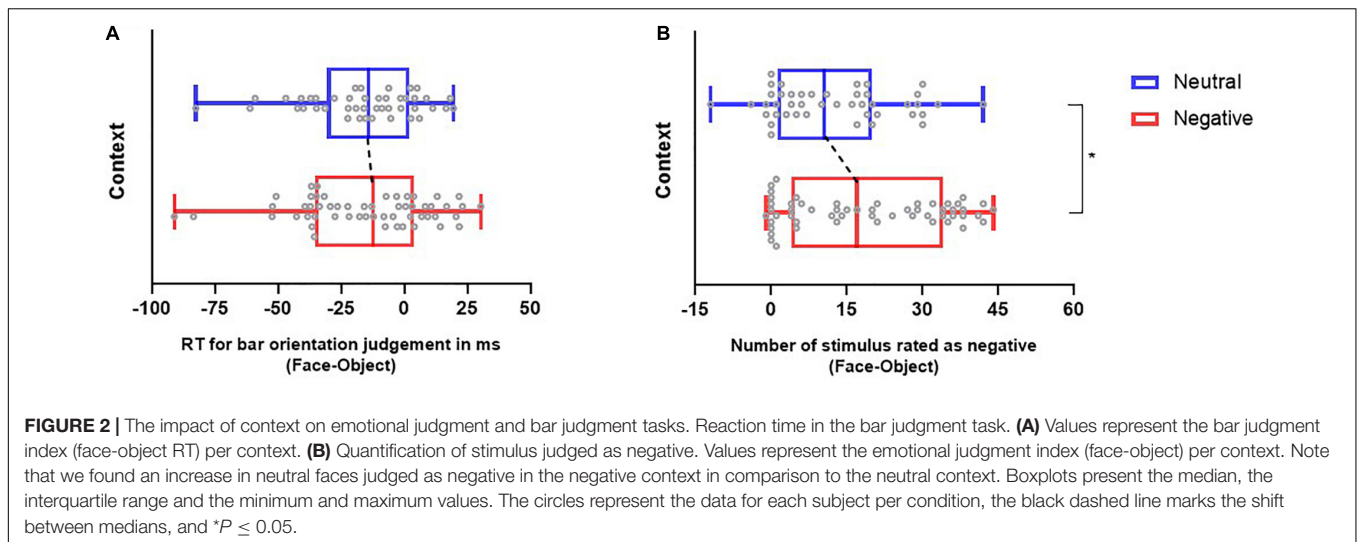 A
B
Context
Context
Neutral
Negative
*
-100 -75 -50 -25 0 25 50
-15 0 15 30 45 60
RT for bar orientation judgement in ms
(Face-Object)
Number of stimulus rated as negative
(Face-Object)
FIGURE 2 | The impact of context on emotional judgment and bar judgment tasks. Reaction time in the bar judgment task. (A) Values represent the bar judgment
index (face-object RT) per context. (B) Quantification of stimulus judged as negative. Values represent the emotional judgment index (face-object) per context. Note
that we found an increase in neutral faces judged as negative in the negative context in comparison to the neutral context. Boxplots present the median, the
interquartile range and the minimum and maximum values. The circles represent the data for each subject per condition, the black dashed line marks the shift
between medians, and *P ≤ 0.05.